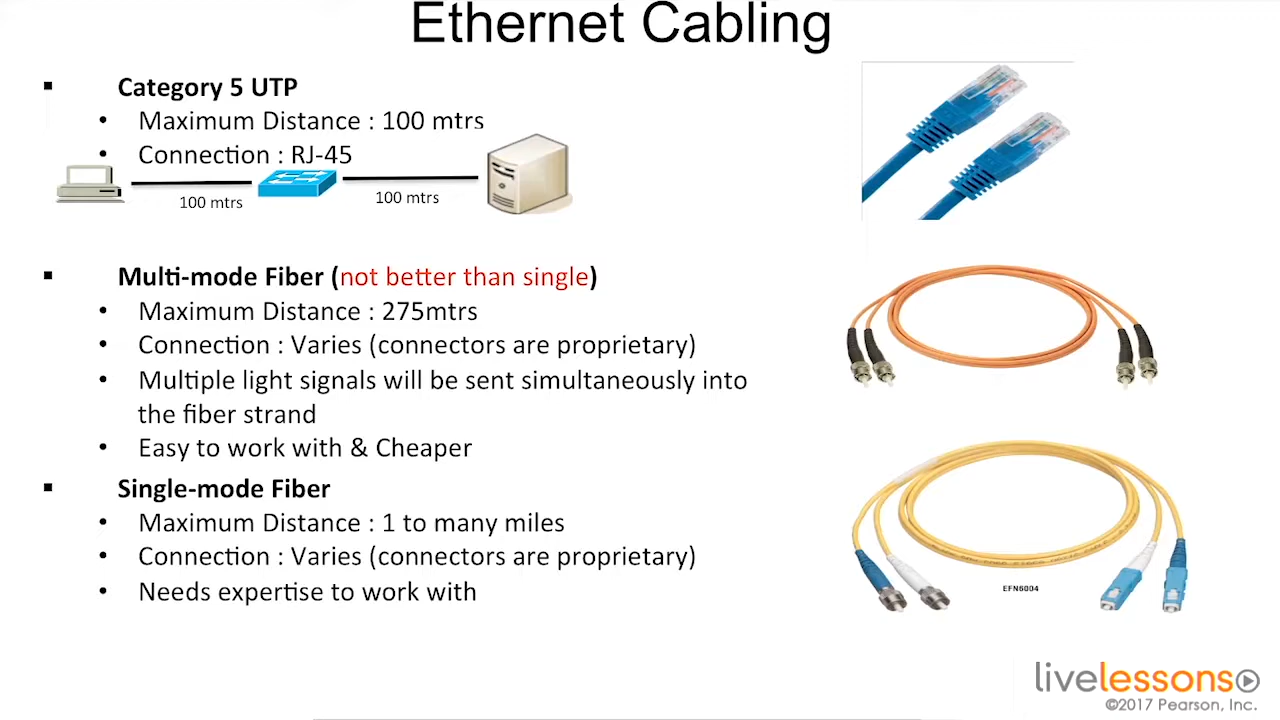 Ethernet Cabling
▪ Category 5 UTP
• Maximum Distance : 100 mtrs
• Connection : RJ-45
100 mtrs
100 mtrs
▪ Multi-mode Fiber (not better than single)
• Maximum Distance : 275mtrs
• Connection : Varies (connectors are proprietary)
• Multiple light signals will be sent simultaneously into
the fiber strand
• Easy to work with & Cheaper
▪ Single-mode Fiber
• Maximum Distance : 1 to many miles
• Connection : Varies (connectors are proprietary)
• Needs expertise to work with
EFN6004
livelessons
©2017 Pearson, Inc.